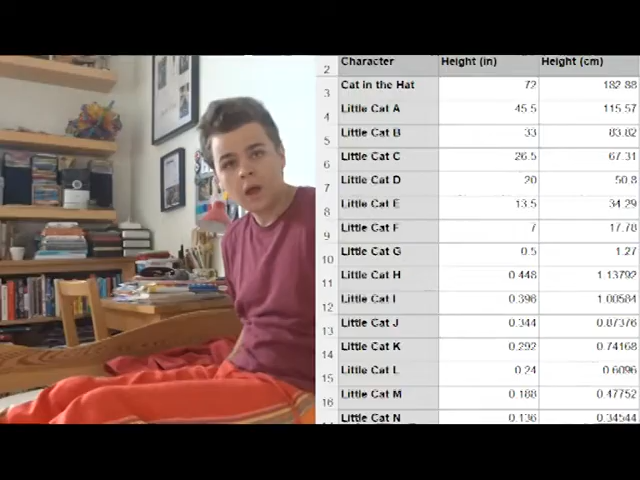 2 Character Height (in) Height (cm)
3 Cat in the Hat 72 182.88
4 Little Cat A 45.5 115.57
5 Little Cat B 33 83.82
6 Little Cat C 26.5 67.31
7 Little Cat D 20 50.8
8 Little Cat E 13.5 34.29
9 Little Cat F 7 17.78
10 Little Cat G 0.5 1.27
11 Little Cat H 0.448 1.13792
12 Little Cat I 0.396 1.00584
13 Little Cat J 0.344 0.87376
14 Little Cat K 0.292 0.74168
15 Little Cat L 0.24 0.6096
16 Little Cat M 0.188 0.47752
Little Cat N 0.136 0.34544